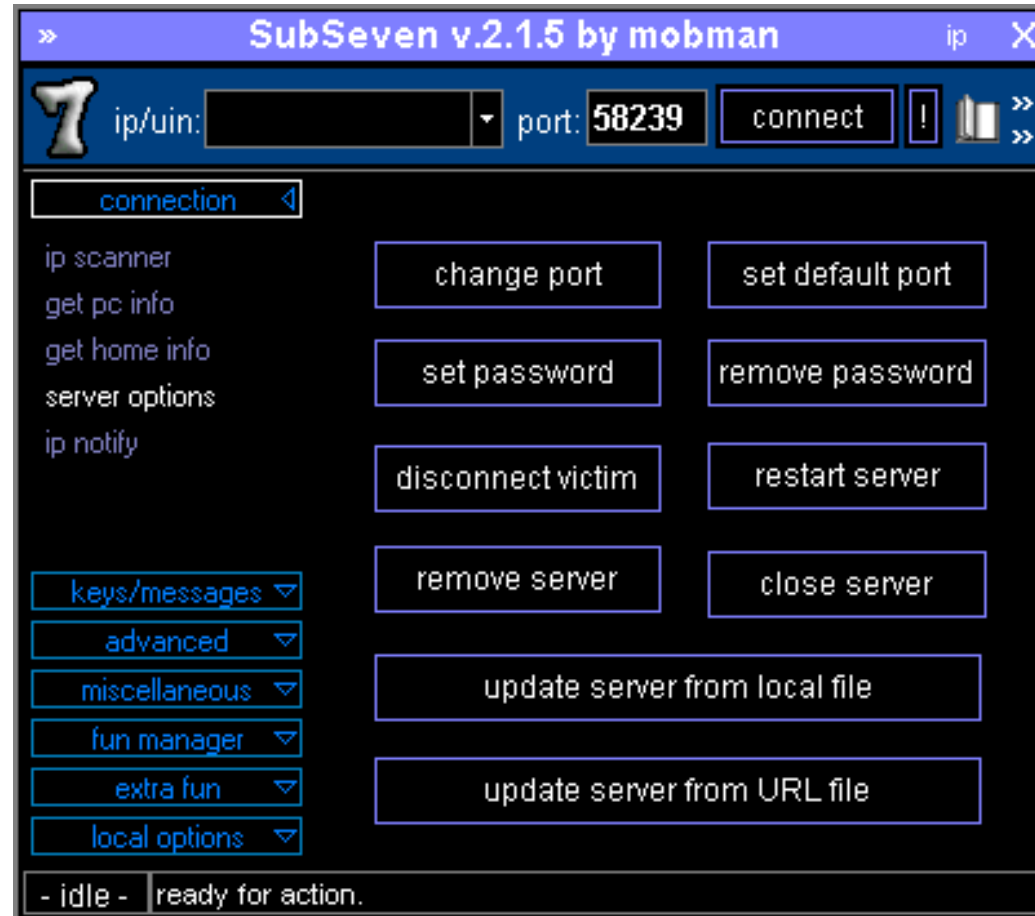 » SubSeven v.2.1.5 by mobman ip X
7 ip/uin: port: 58239 connect ! » »
connection
ip scanner
get pc info
get home info
server options
ip notify
change port set default port
set password remove password
disconnect victim restart server
remove server close server
update server from local file
update server from URL file
keys/messages
advanced
miscellaneous
fun manager
extra fun
local options
- idle - ready for action.